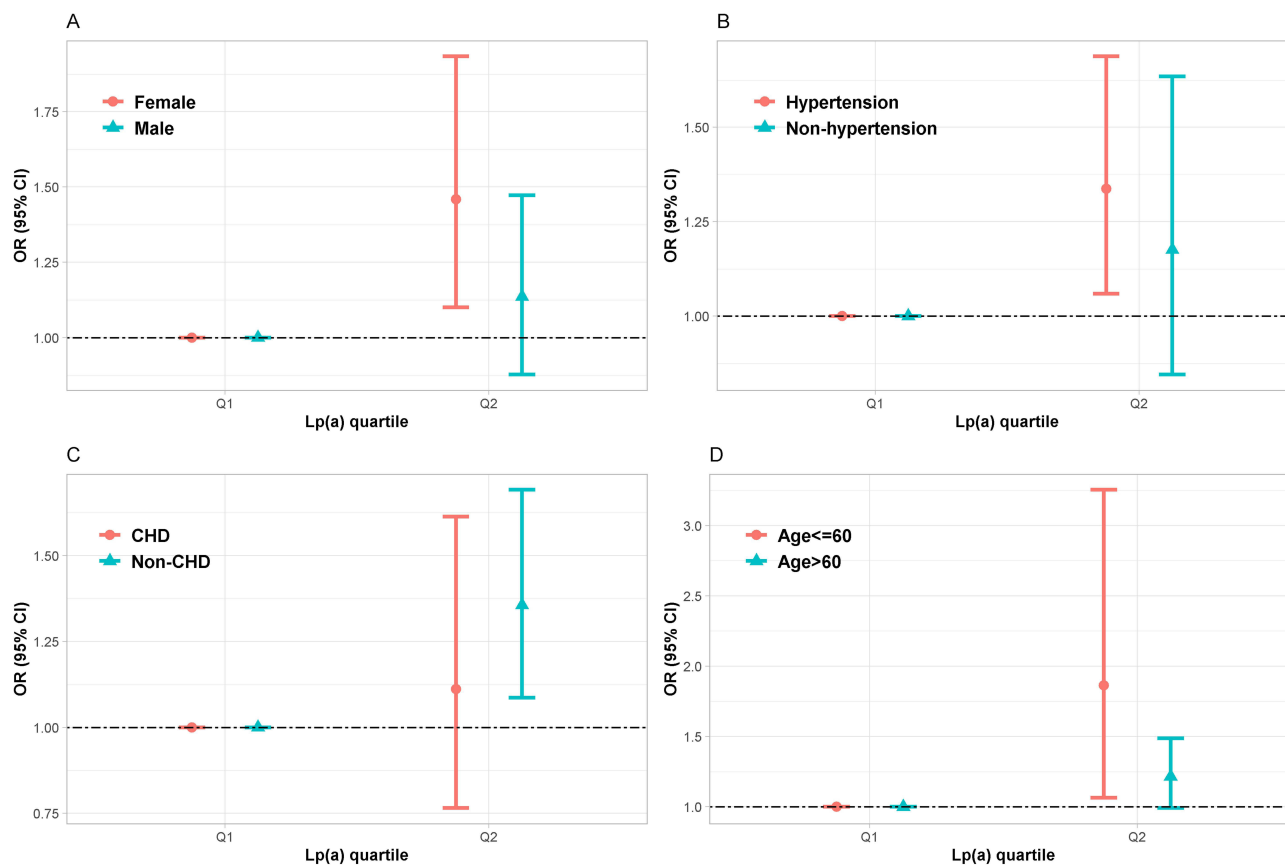 A
OR (95% CI)
1.75
1.50
1.25
1.00
Female
Male
Q1
Q2
Lp(a) quartile
B
OR (95% CI)
1.50
1.25
1.00
Hypertension
Non-hypertension
Q1
Q2
Lp(a) quartile
C
OR (95% CI)
1.50
1.25
1.00
0.75
CHD
Non-CHD
Q1
Q2
Lp(a) quartile
D
OR (95% CI)
3.0
2.5
2.0
1.5
1.0
Age<=60
Age>60
Q1
Q2
Lp(a) quartile